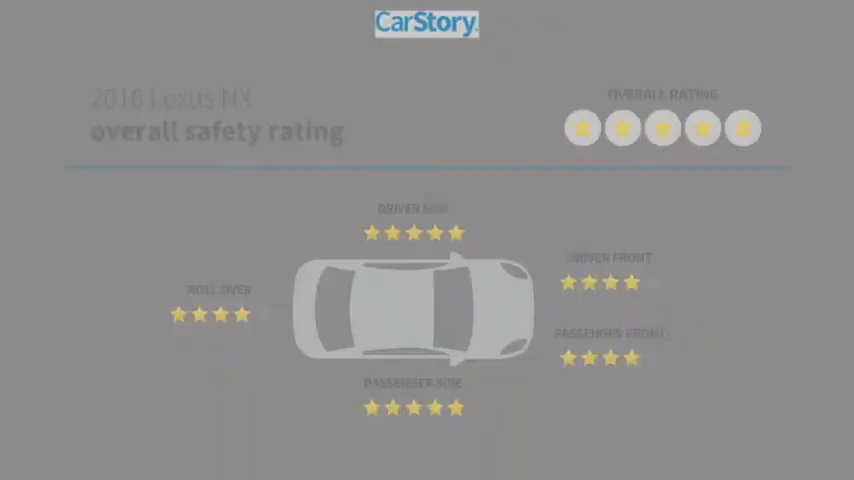 CarStory.
2016 Lexus NX
overall safety rating
OVERALL RATING
DRIVER SIDE
DRIVER FRONT
ROLL OVER
PASSENGER FRONT
PASSENGER SIDE